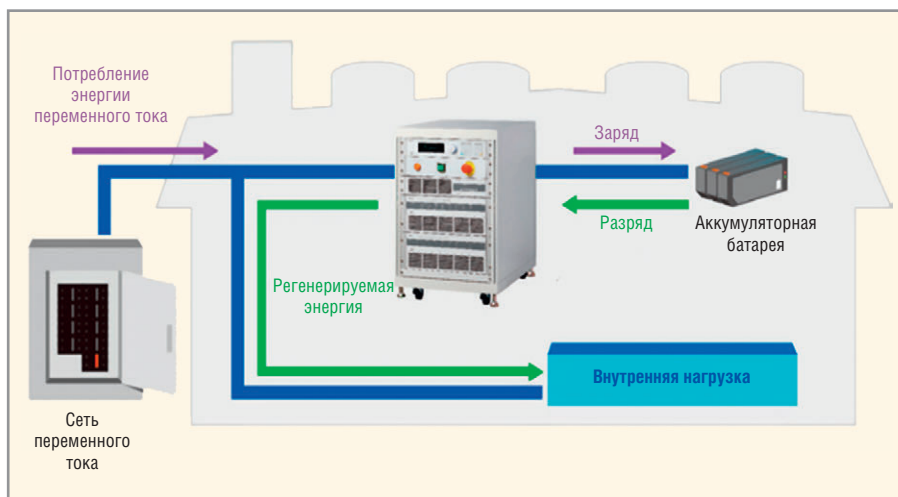 Потребление
энергии
переменного тока
Заряд
Разряд
Аккумуляторная
батарея
Регенерируемая
энергия
Внутренняя нагрузка
Сеть
переменного
тока